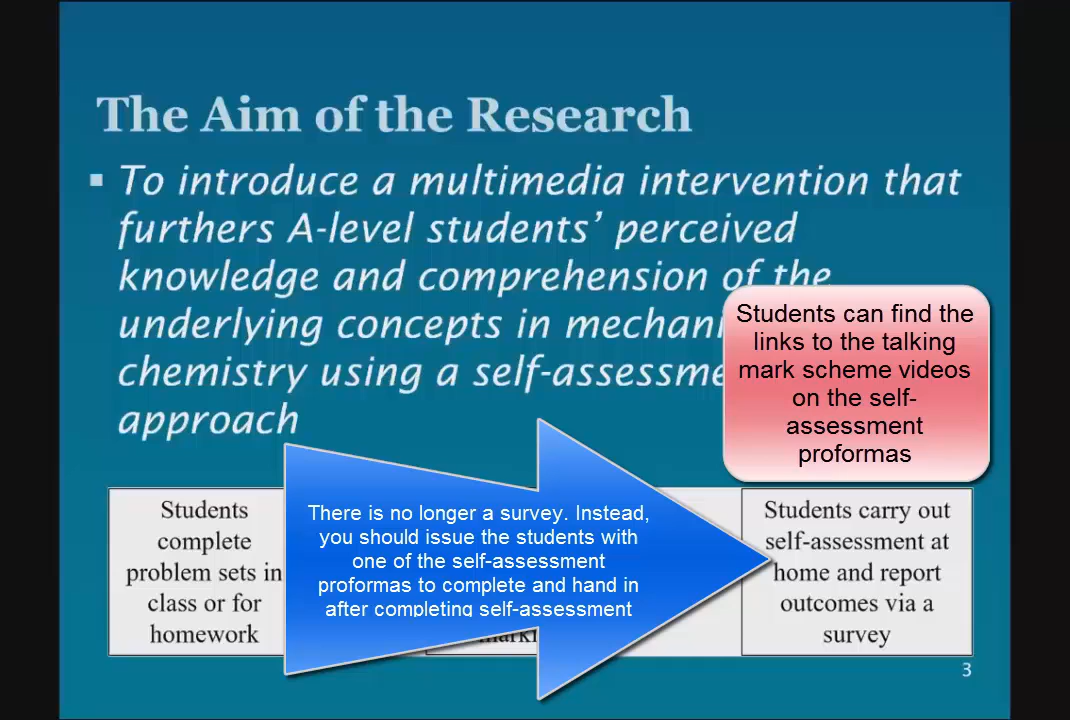 The Aim of the Research
▪ To introduce a multimedia intervention that
furthers A-level students’ perceived
knowledge and comprehension of the
underlying concepts in
chemistry using a
approach
Students can find the
links to the talking
mark scheme videos
on the self-
assessment
proformas
Students
complete
problem sets in
class or for
homework
There is no longer a survey. Instead,
you should issue the students with
one of the self-assessment
proformas to complete and hand in
after completing self-assessment
Students carry out
self-assessment at
home and report
outcomes via a
survey
3